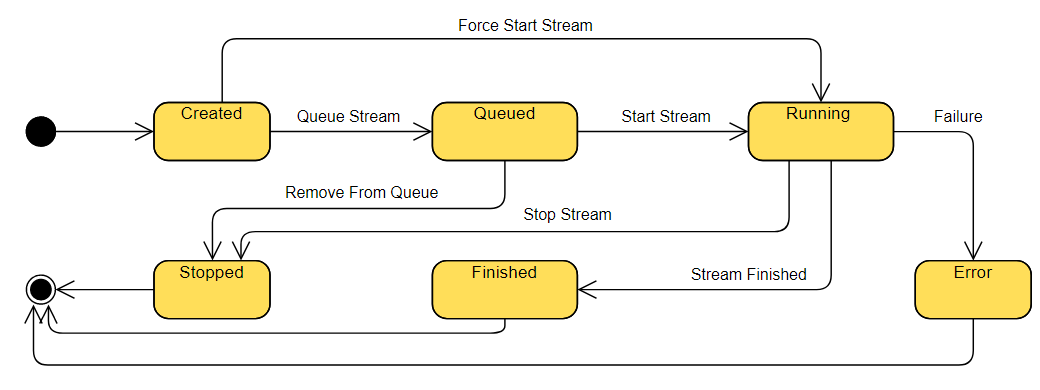 Force Start Stream
Created
Queue Stream
Queued
Start Stream
Running
Failure
Remove From Queue
Stop Stream
Stopped
Finished
Stream Finished
Error